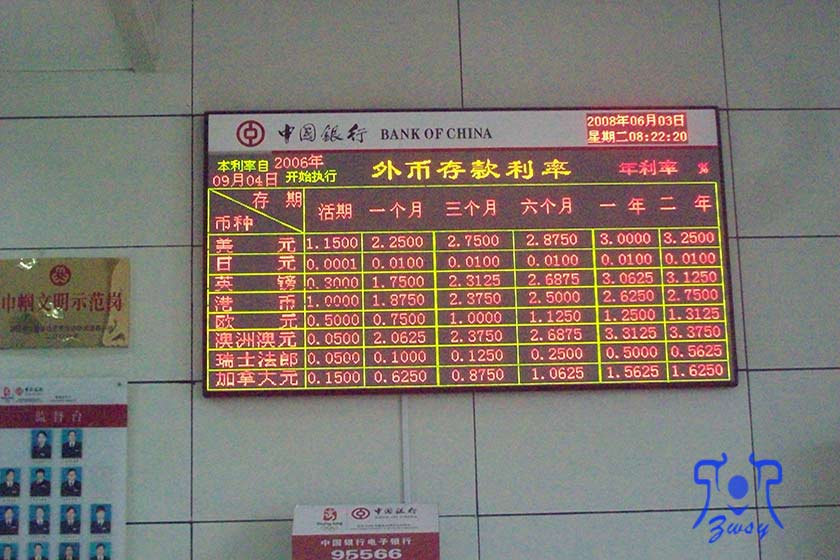 中国银行 BANK OF CHINA
2008年06月03日
星期二08:22:20
本利率自2006年
09月04日开始执行
外币存款利率
年利率 %
存期
币种
活期 一个月 三个月 六个月 一年 二年
美元 1.1500 2.2500 2.7500 2.8750 3.0000 3.2500
日元 0.0001 0.0100 0.0100 0.0100 0.0100 0.0100
英镑 0.3000 1.7500 2.3125 2.6875 3.0625 3.1250
港币 1.0000 1.8750 2.3750 2.5000 2.6250 2.7500
欧元 0.5000 0.7500 1.0000 1.1250 1.2500 1.3125
澳洲澳元 0.0500 2.0625 2.3750 2.6875 3.3125 3.3750
瑞士法郎 0.0500 0.1000 0.1250 0.2500 0.5000 0.5625
加拿大元 0.1500 0.6250 0.8750 1.0625 1.5625 1.6250
巾帼文明示范岗
中国银行
监督台
中国银行
中国银行电子银行
95566
Zwsy